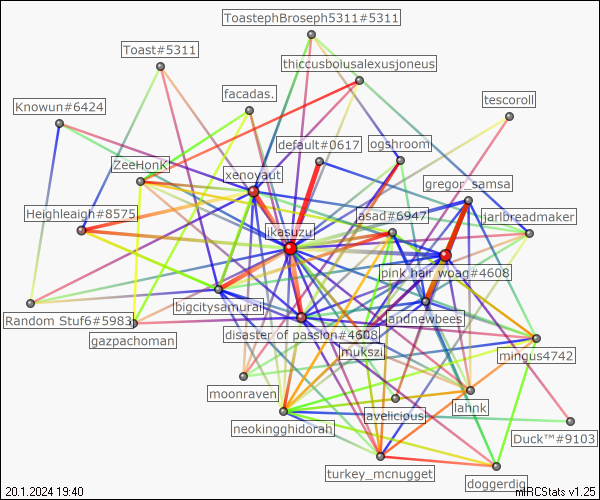 ToastephBroseph5311#5311
Toast#5311
thiccusboiusalexusjoneus
facadas.
tescoroll
Knowun#6424
default#0617
ogshroom
ZeeHonK
xenoyaut
gregor_samsa
Heighleaigh#8575
asad#6947
jarlbreadmaker
ikasuzu
pink hair woag#4608
bigcitysamurai
andnewbees
Random Stuf6#5983
disaster of passion#4608
gazpachoman
mukszi
mingus4742
moonraven
javelicious
lahnk
neokingghidorah
Duck™#9103
turkey_mcnugget
doggerdig
20.1.2024 19:40
mIRCStats v1.25